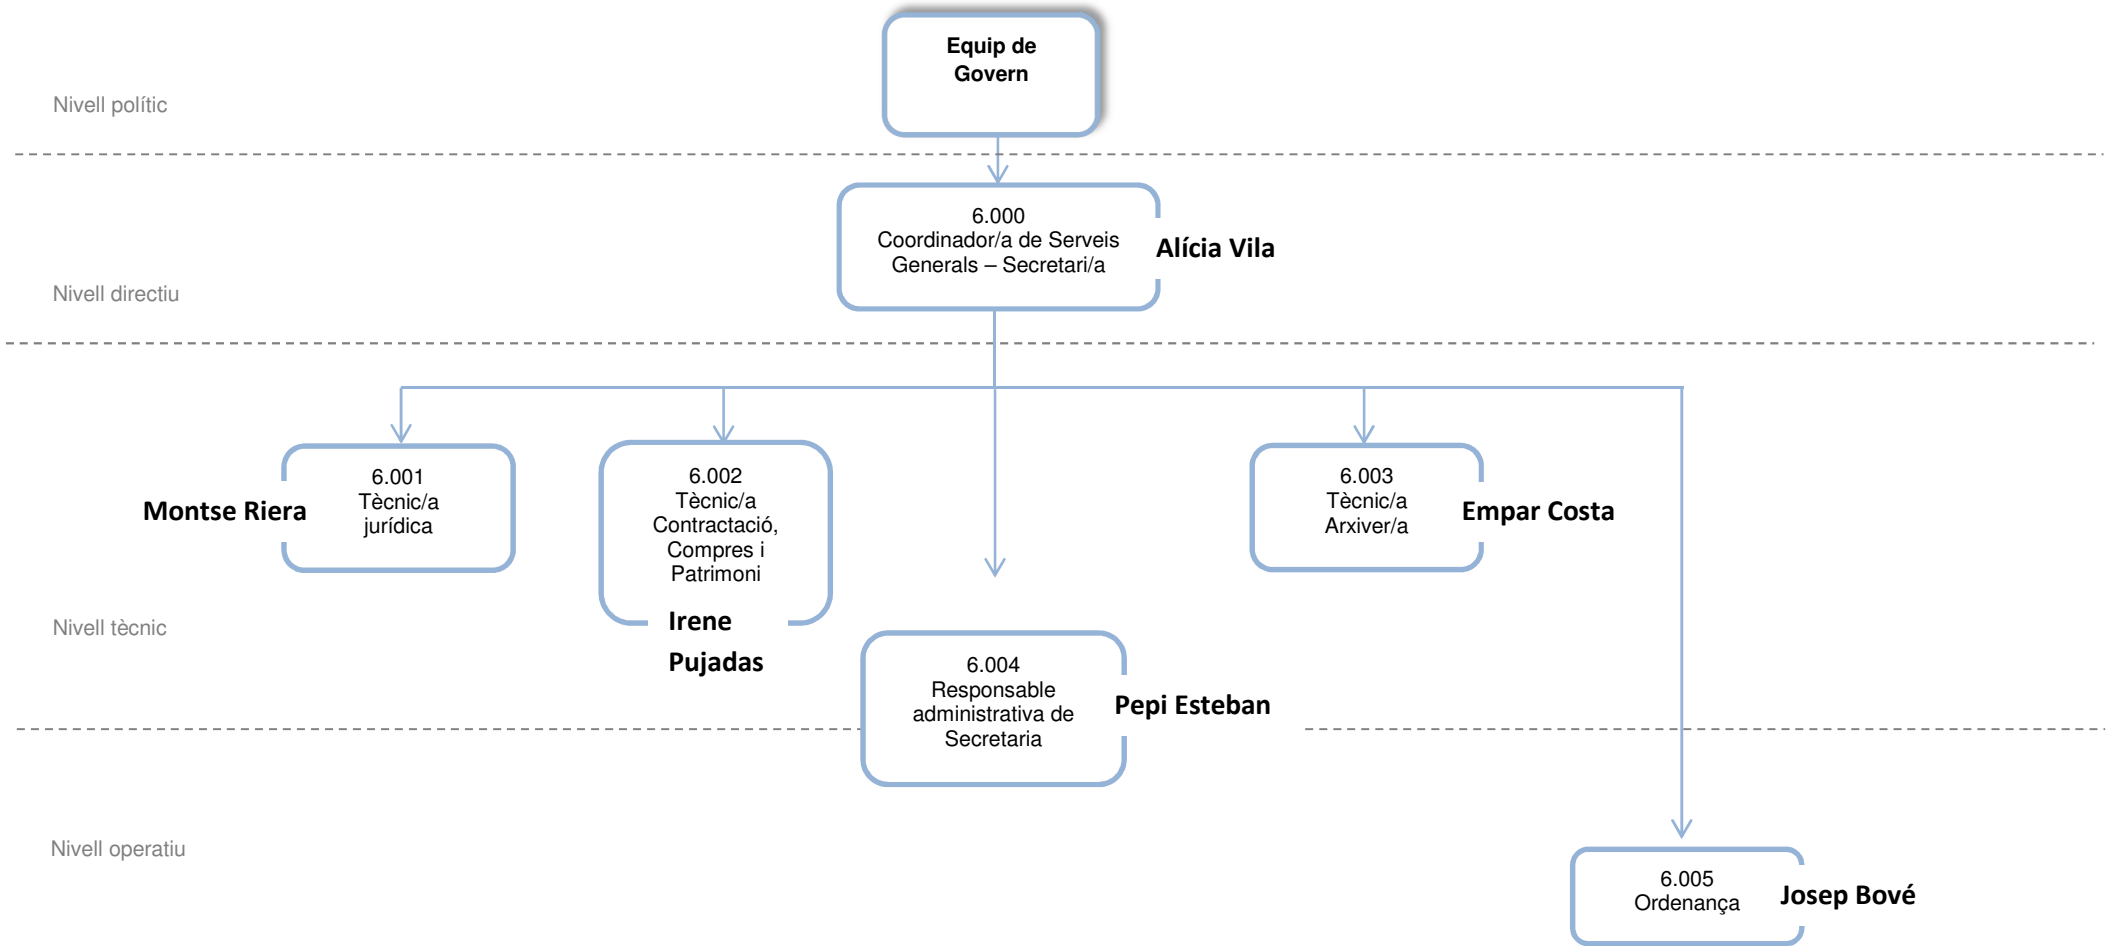 Equip de
Govern
Nivell polític
6.000
Coordinador/a de Serveis
Generals – Secretari/a
Alícia Vila
Nivell directiu
Montse Riera
6.001
Tècnic/a
jurídica
6.002
Tècnic/a
Contractació,
Compres i
Patrimoni
Irene
Pujadas
6.003
Tècnic/a
Arxiver/a
Empar Costa
Nivell tècnic
6.004
Responsable
administrativa de
Secretaria
Pepi Esteban
Nivell operatiu
6.005
Ordenança
Josep Bové